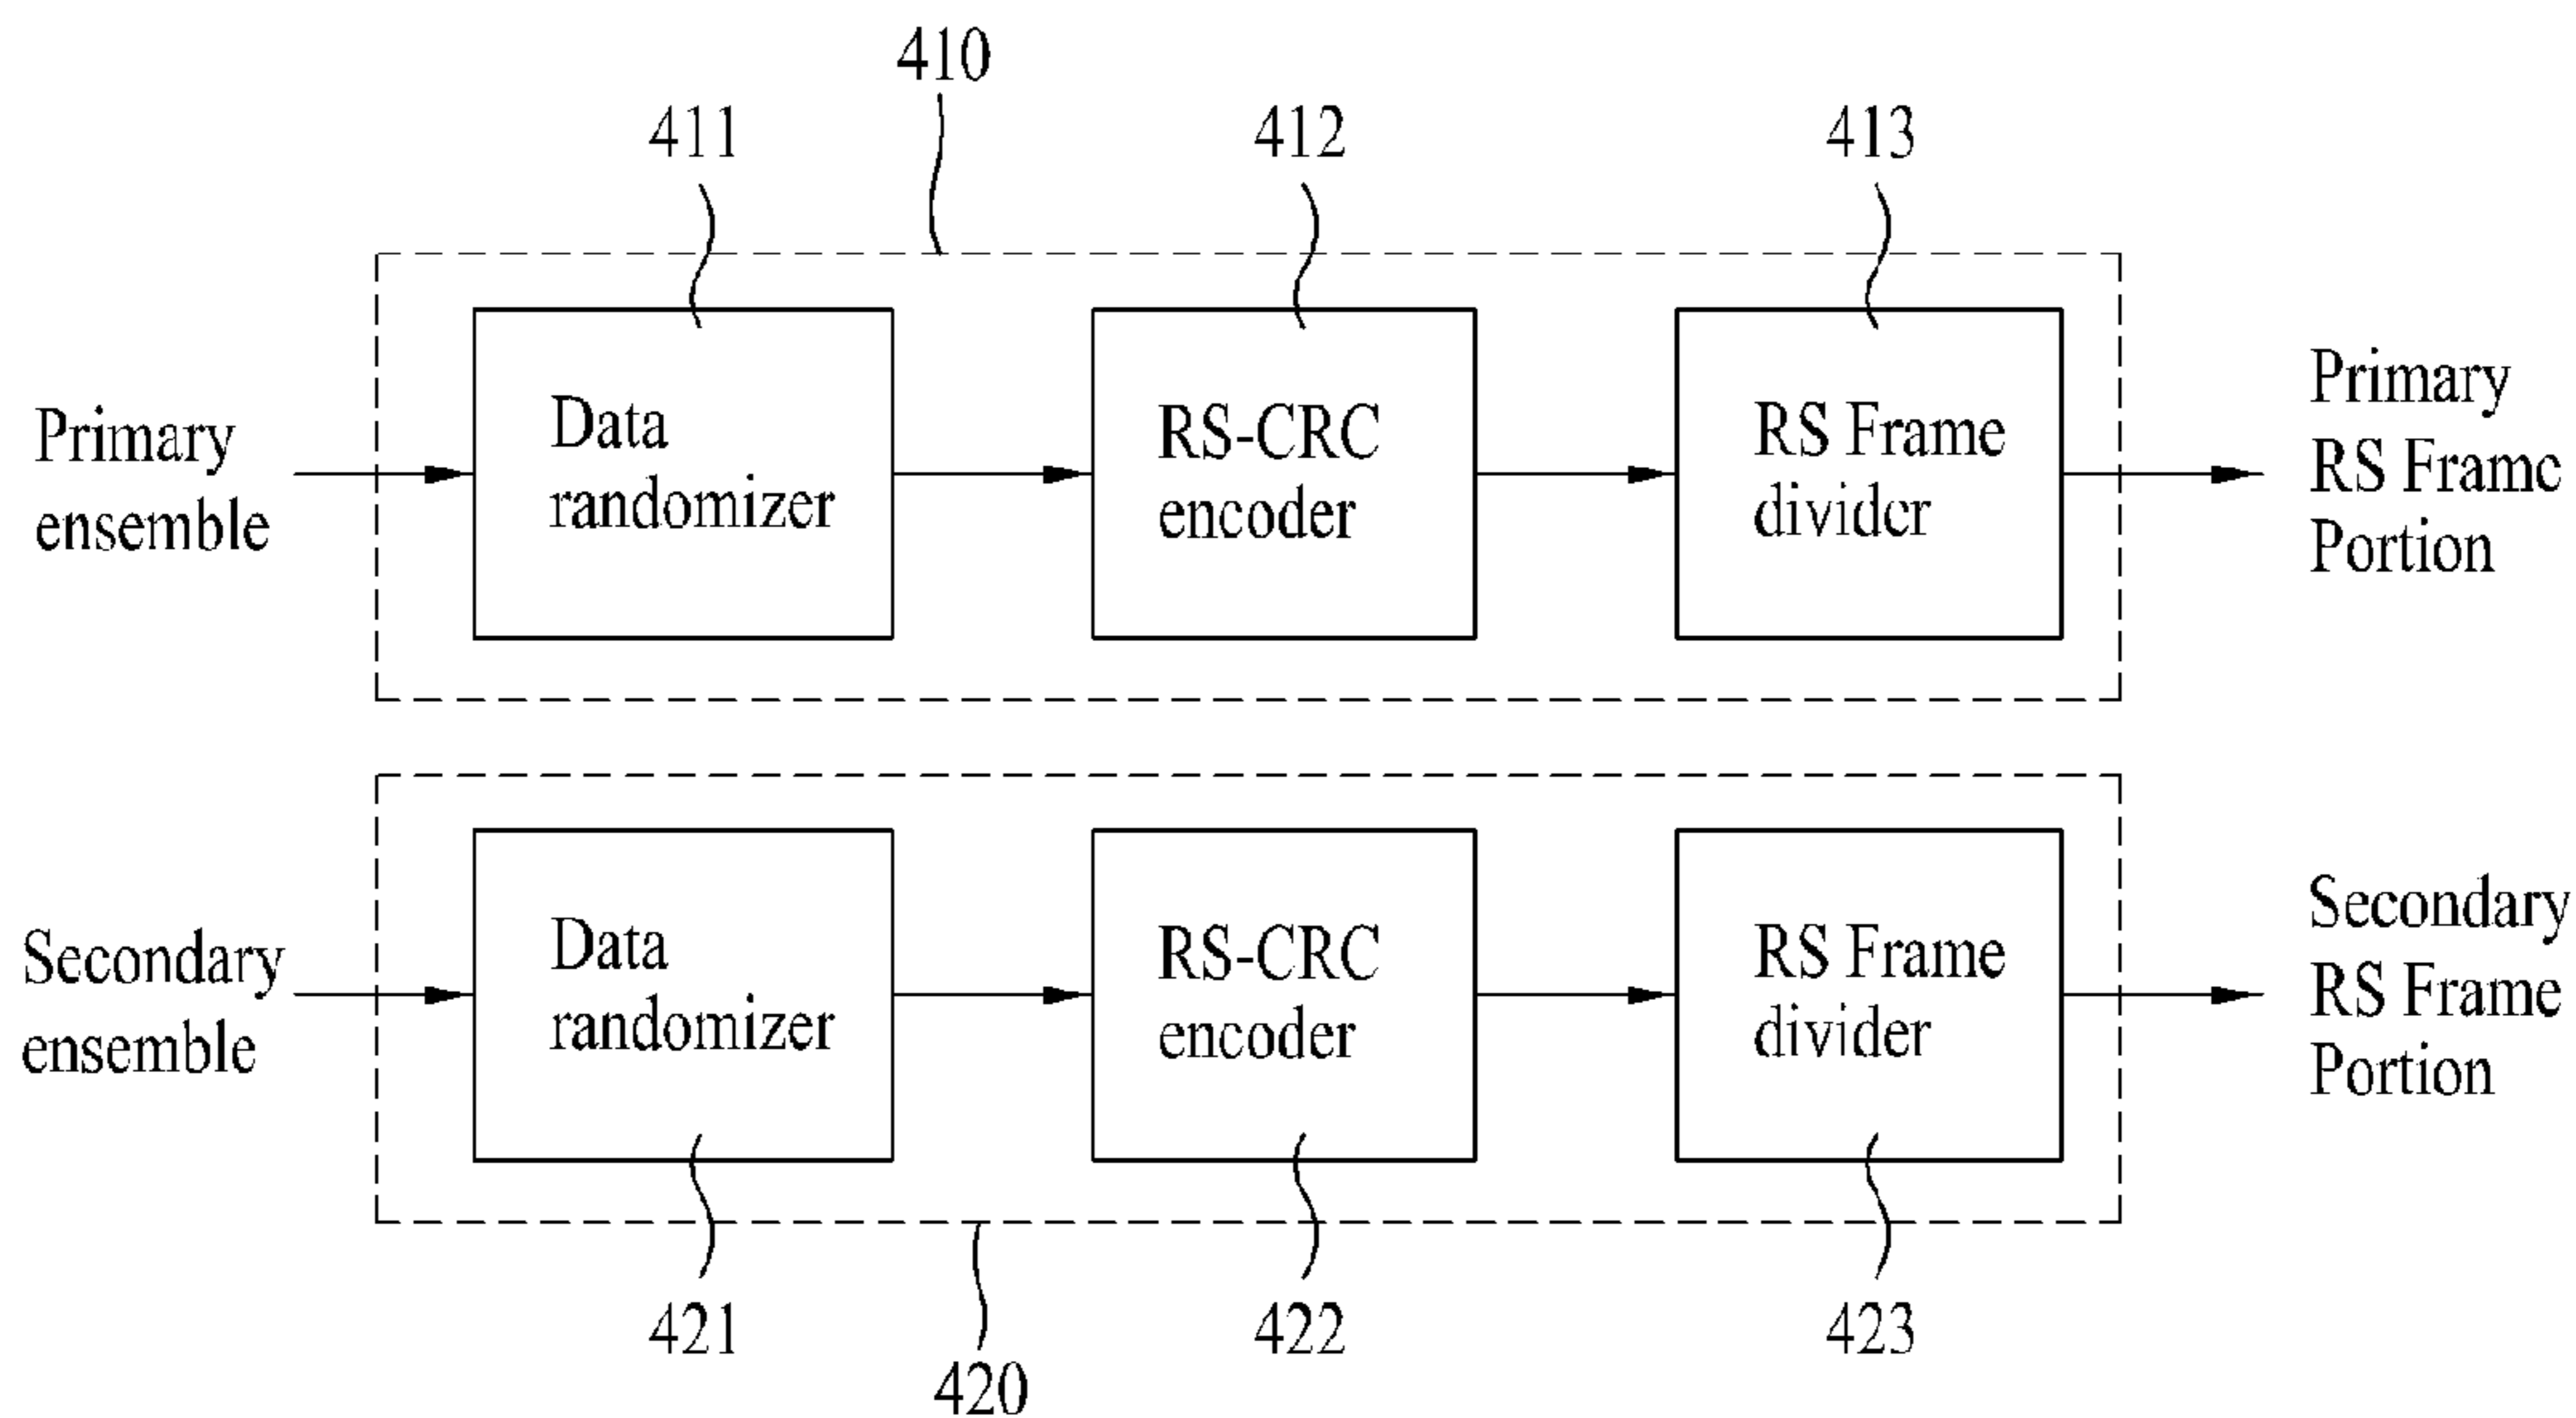 410
411
412
413
Primary
ensemble
Data
randomizer
RS-CRC
encoder
RS Frame
divider
Primary
RS Frame
Portion
Secondary
ensemble
Data
randomizer
RS-CRC
encoder
RS Frame
divider
Secondary
RS Frame
Portion
421
422
423
420